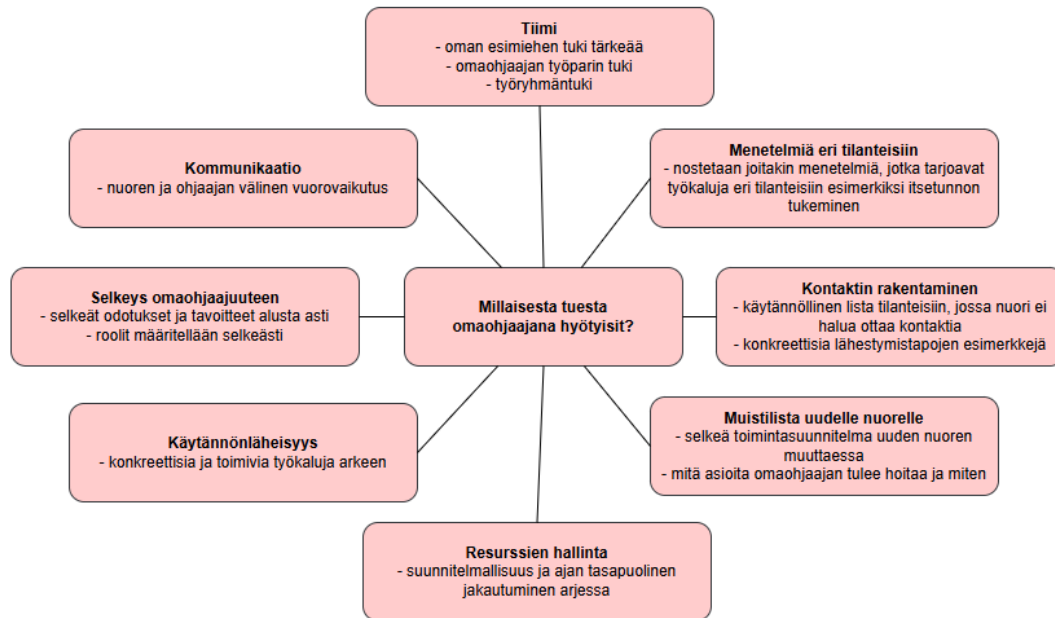 Tiimi
- oman esimiehen tuki tärkeää
- omaohjaajan työparin tuki
- työryhmäntuki
Kommunikaatio
- nuoren ja ohjaajan välinen vuorovaikutus
Menetelmiä eri tilanteisiin
- nostetaan joitakin menetelmiä, jotka tarjoavat
työkaluja eri tilanteisiin esimerkiksi itsetunnon
tukeminen
Selkeys omaohjaajuuteen
- selkeät odotukset ja tavoitteet alusta asti
- roolit määritellään selkeästi
Millaisesta tuesta
omaohjaajana hyötyisit?
Kontaktin rakentaminen
- käytännöllinen lista tilanteisiin, jossa nuori ei
halua ottaa kontaktia
- konkreettisia lähestymistapojen esimerkkejä
Käytännönläheisyys
- konkreettisia ja toimivia työkaluja arkeen
Muistilista uudelle nuorelle
- selkeä toimintasuunnitelma uuden nuoren
muuttaessa
- mitä asioita omaohjaajan tulee hoitaa ja miten
Resurssien hallinta
- suunnitelmallisuus ja ajan tasapuolinen
jakautuminen arjessa